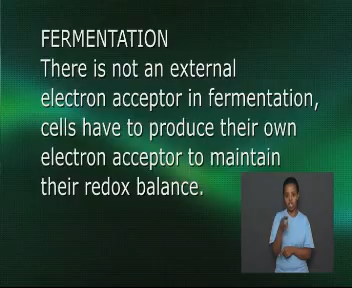 FERMENTATION
There is not an external
electron acceptor in fermentation,
cells have to produce their own
electron acceptor to maintain
their redox balance.